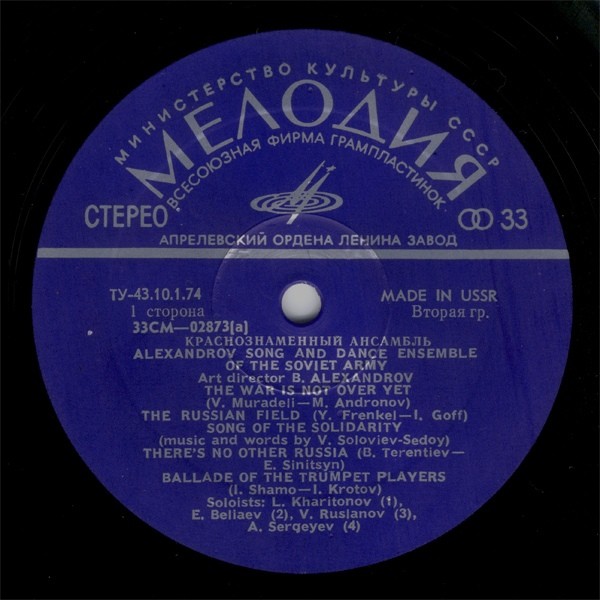 МИНИСТЕРСТВО КУЛЬТУРЫ СССР
МЕЛОДИЯ
ВСЕСОЮЗНАЯ ФИРМА ГРАМПЛАСТИНОК
СТЕРЕО
33
АПРЕЛЕВСКИЙ ОРДЕНА ЛЕНИНА ЗАВОД
ТУ-43.10.1.74
MADE IN USSR
1 сторона
Вторая гр.
33СМ—02873(а)
КРАСНОЗНАМЕННЫЙ АНСАМБЛЬ
ALEXANDROV SONG AND DANCE ENSEMBLE
OF THE SOVIET ARMY
Art director B. ALEXANDROV
THE WAR IS NOT OVER YET
(V. Muradeli—M. Andronov)
THE RUSSIAN FIELD (Y. Frenkel—I. Goff)
SONG OF THE SOLIDARITY
(music and words by V. Soloviev-Sedoy)
THERE'S NO OTHER RUSSIA (B. Terentiev—
E. Sinitsyn)
BALLADE OF THE TRUMPET PLAYERS
(I. Shamo—I. Krotov)
Soloists: L. Kharitonov (1),
E. Beliaev (2), V. Ruslanov (3),
A. Sergeyev (4)